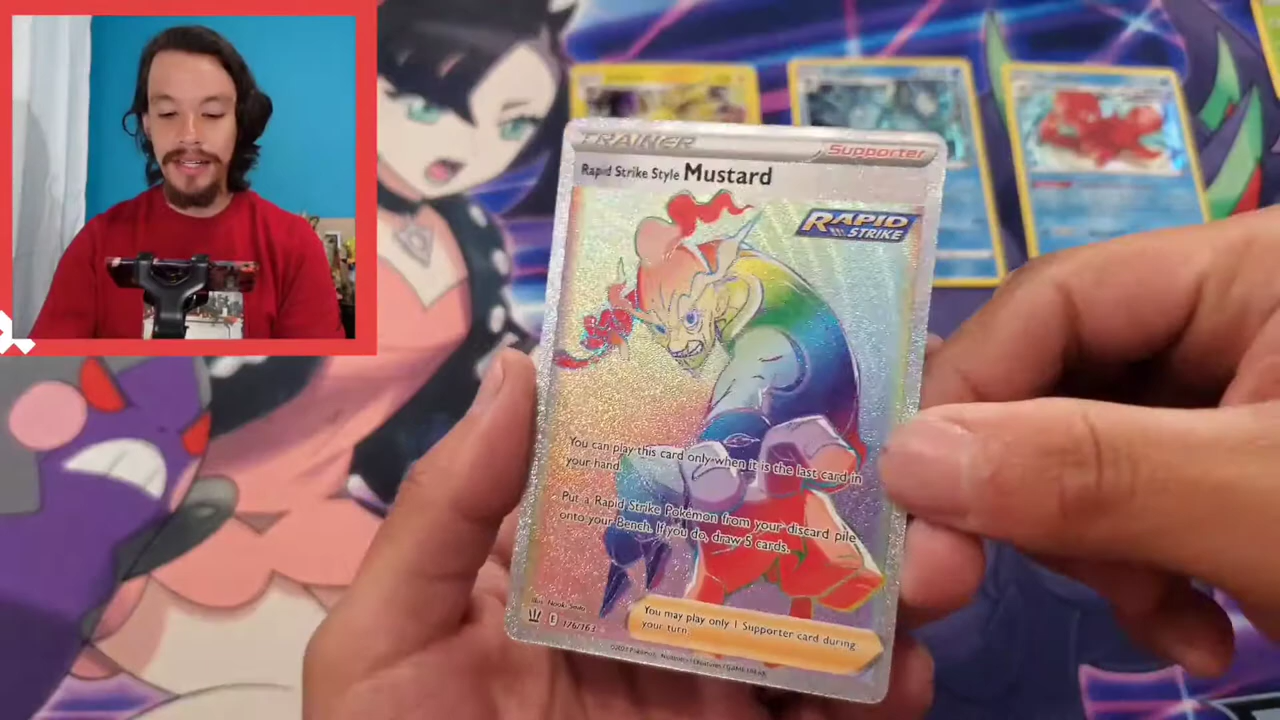 TRAINER
Supporter
Rapid Strike Style Mustard
RAPID
STRIKE
You can play this card only when it is the last card in
your hand.
Put a Rapid Strike Pokémon from your discard pile
onto your Bench. If you do, draw 5 cards.
You may play only 1 Supporter card during
your turn.
E 176/163